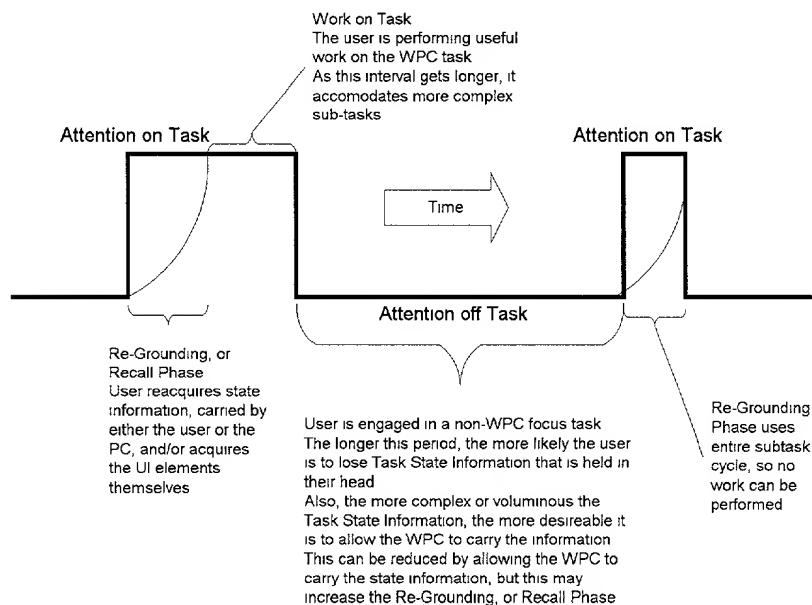 Work on Task
The user is performing useful
work on the WPC task
As this interval gets longer, it
accomodates more complex
sub-tasks
Attention on Task
Attention on Task
Time
Attention off Task
Re-Grounding, or
Recall Phase
User reacquires state
information, carried by
either the user or the
PC, and/or acquires
the UI elements
themselves
User is engaged in a non-WPC focus task
The longer this period, the more likely the user
is to lose Task State Information that is held in
their head
Also, the more complex or voluminous the
Task State Information, the more desireable it
is to allow the WPC to carry the information
This can be reduced by allowing the WPC to
carry the state information, but this may
increase the Re-Grounding, or Recall Phase
Re-Grounding
Phase uses
entire subtask
cycle, so no
work can be
performed